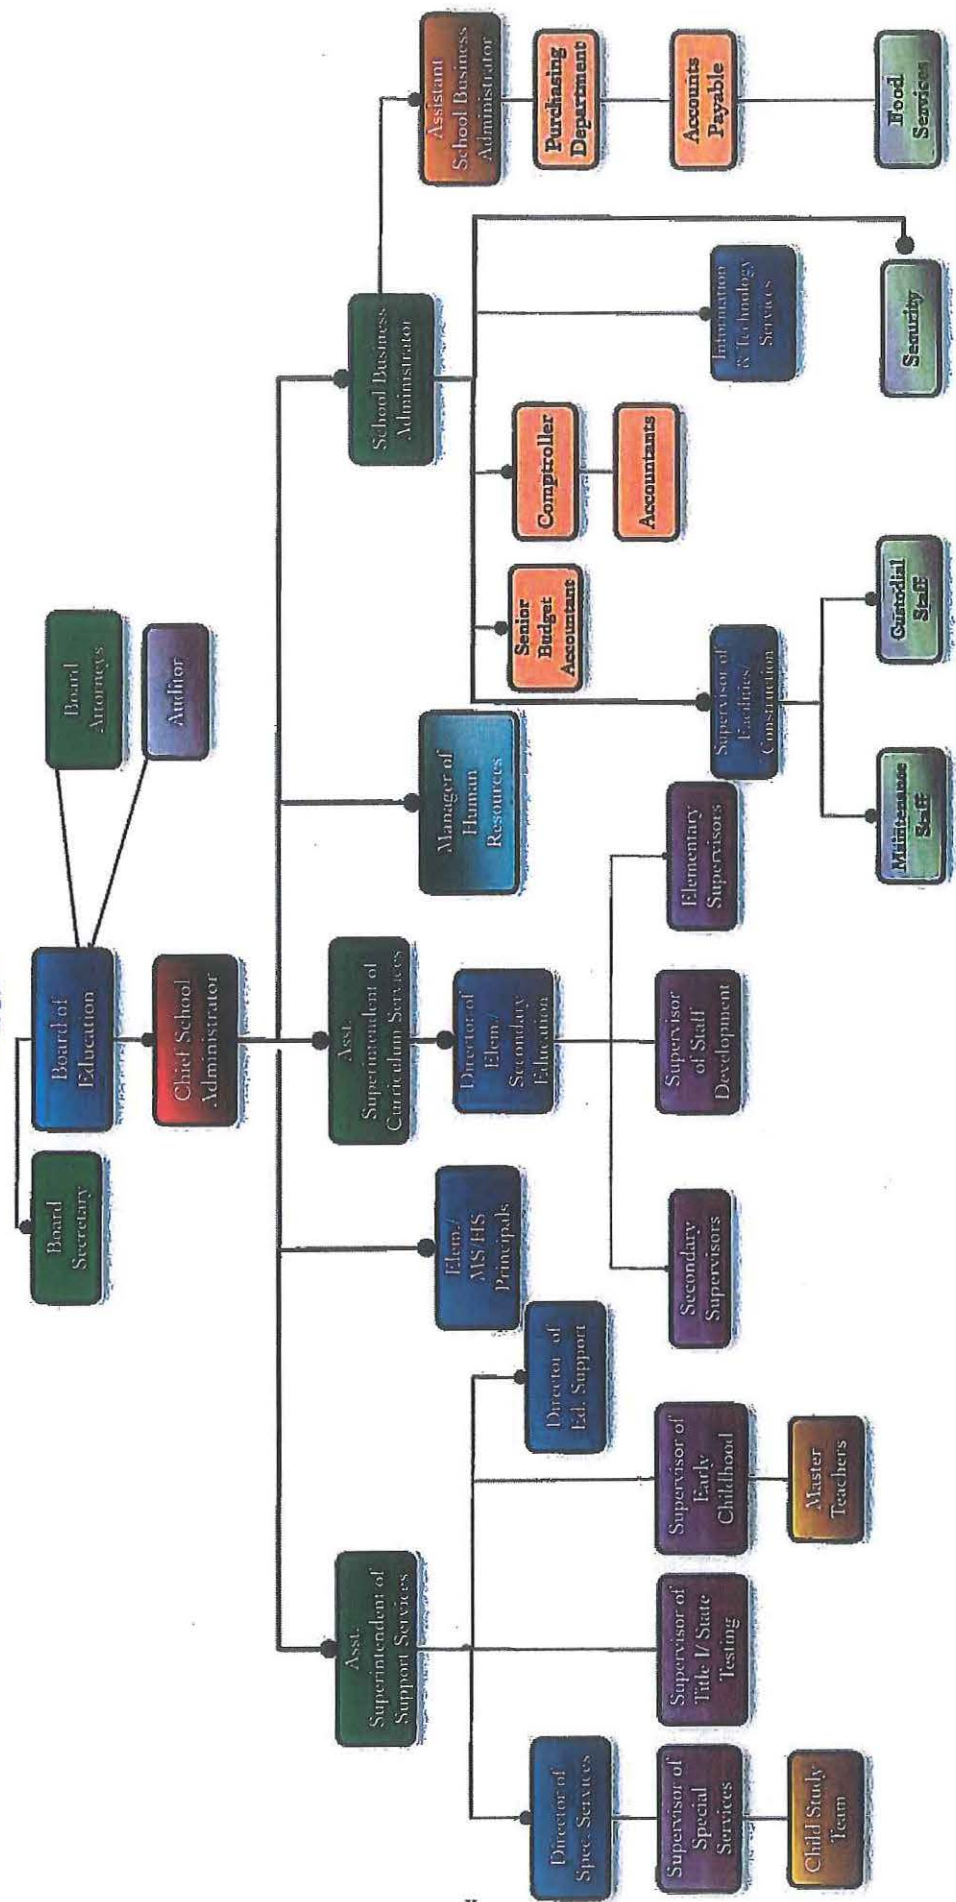 Board
Secretary
Board of
Education
Board
Attorneys
Auditor
Chief School
Administrator
Asst.
Superintendent of
Support Services
Elem./
MS/HS
Principals
Asst.
Superintendent of
Curriculum Services
Manager of
Human
Resources
School Business
Administrator
Assistant
School Business
Administrator
Director of
Spec. Services
Director of
Ed. Support
Director of
Elem./
Secondary
Education
Senior
Budget
Accountant
Comptroller
Accountants
Purchasing
Department
Supervisor of
Special
Services
Supervisor of
Title I/ State
Testing
Supervisor of
Early
Childhood
Secondary
Supervisors
Supervisor
of Staff
Development
Elementary
Supervisors
Supervisor of
Facilities/
Construction
Information
& Technology
Services
Accounts
Payable
Child Study
Team
Master
Teachers
Maintenance
Staff
Custodial
Staff
Security
Food
Services